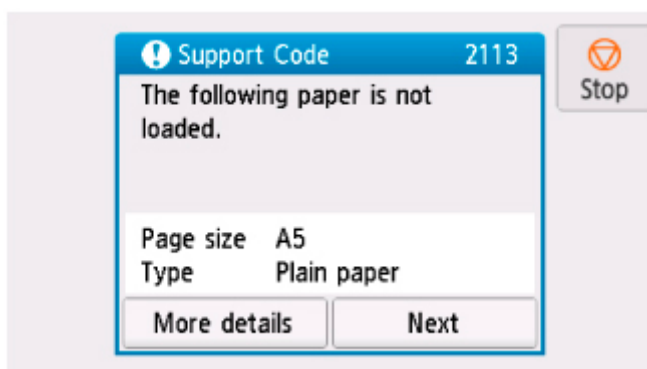 Support Code 2113
Stop
The following paper is not
loaded.
Page size A5
Type Plain paper
More details Next